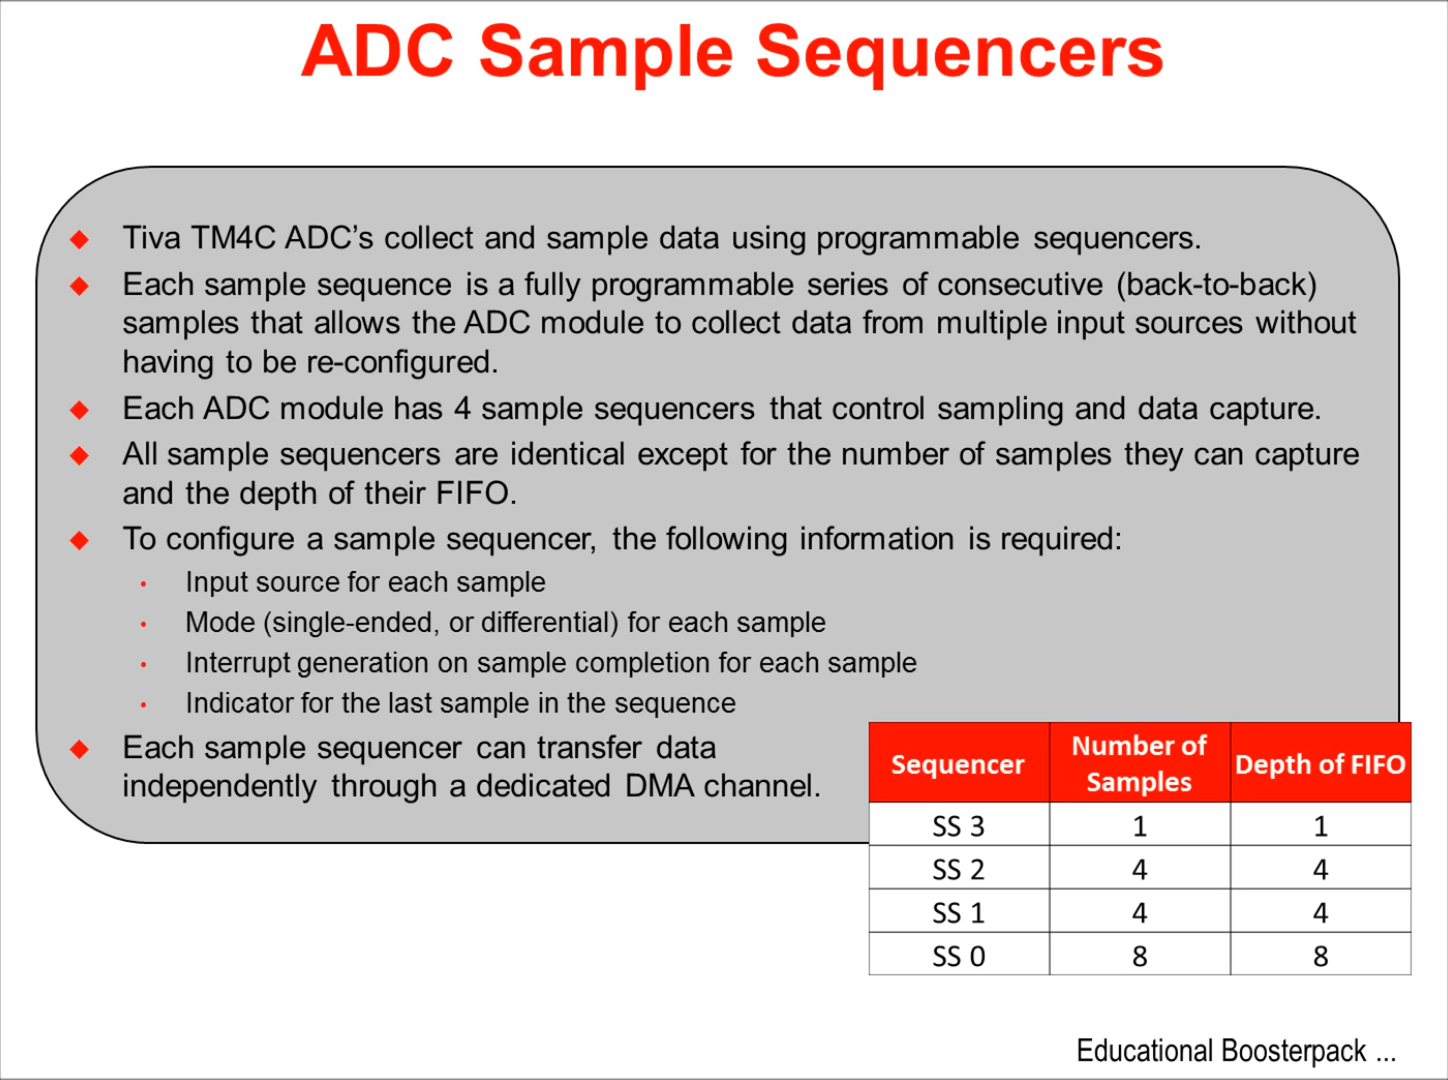 ADC Sample Sequencers
Tiva TM4C ADC’s collect and sample data using programmable sequencers.
Each sample sequence is a fully programmable series of consecutive (back-to-back)
samples that allows the ADC module to collect data from multiple input sources without
having to be re-configured.
Each ADC module has 4 sample sequencers that control sampling and data capture.
All sample sequencers are identical except for the number of samples they can capture
and the depth of their FIFO.
To configure a sample sequencer, the following information is required:
Input source for each sample
Mode (single-ended, or differential) for each sample
Interrupt generation on sample completion for each sample
Indicator for the last sample in the sequence
Each sample sequencer can transfer data
independently through a dedicated DMA channel.
Sequencer Number of Samples Depth of FIFO
SS 3 1 1
SS 2 4 4
SS 1 4 4
SS 0 8 8
Educational Boosterpack ...